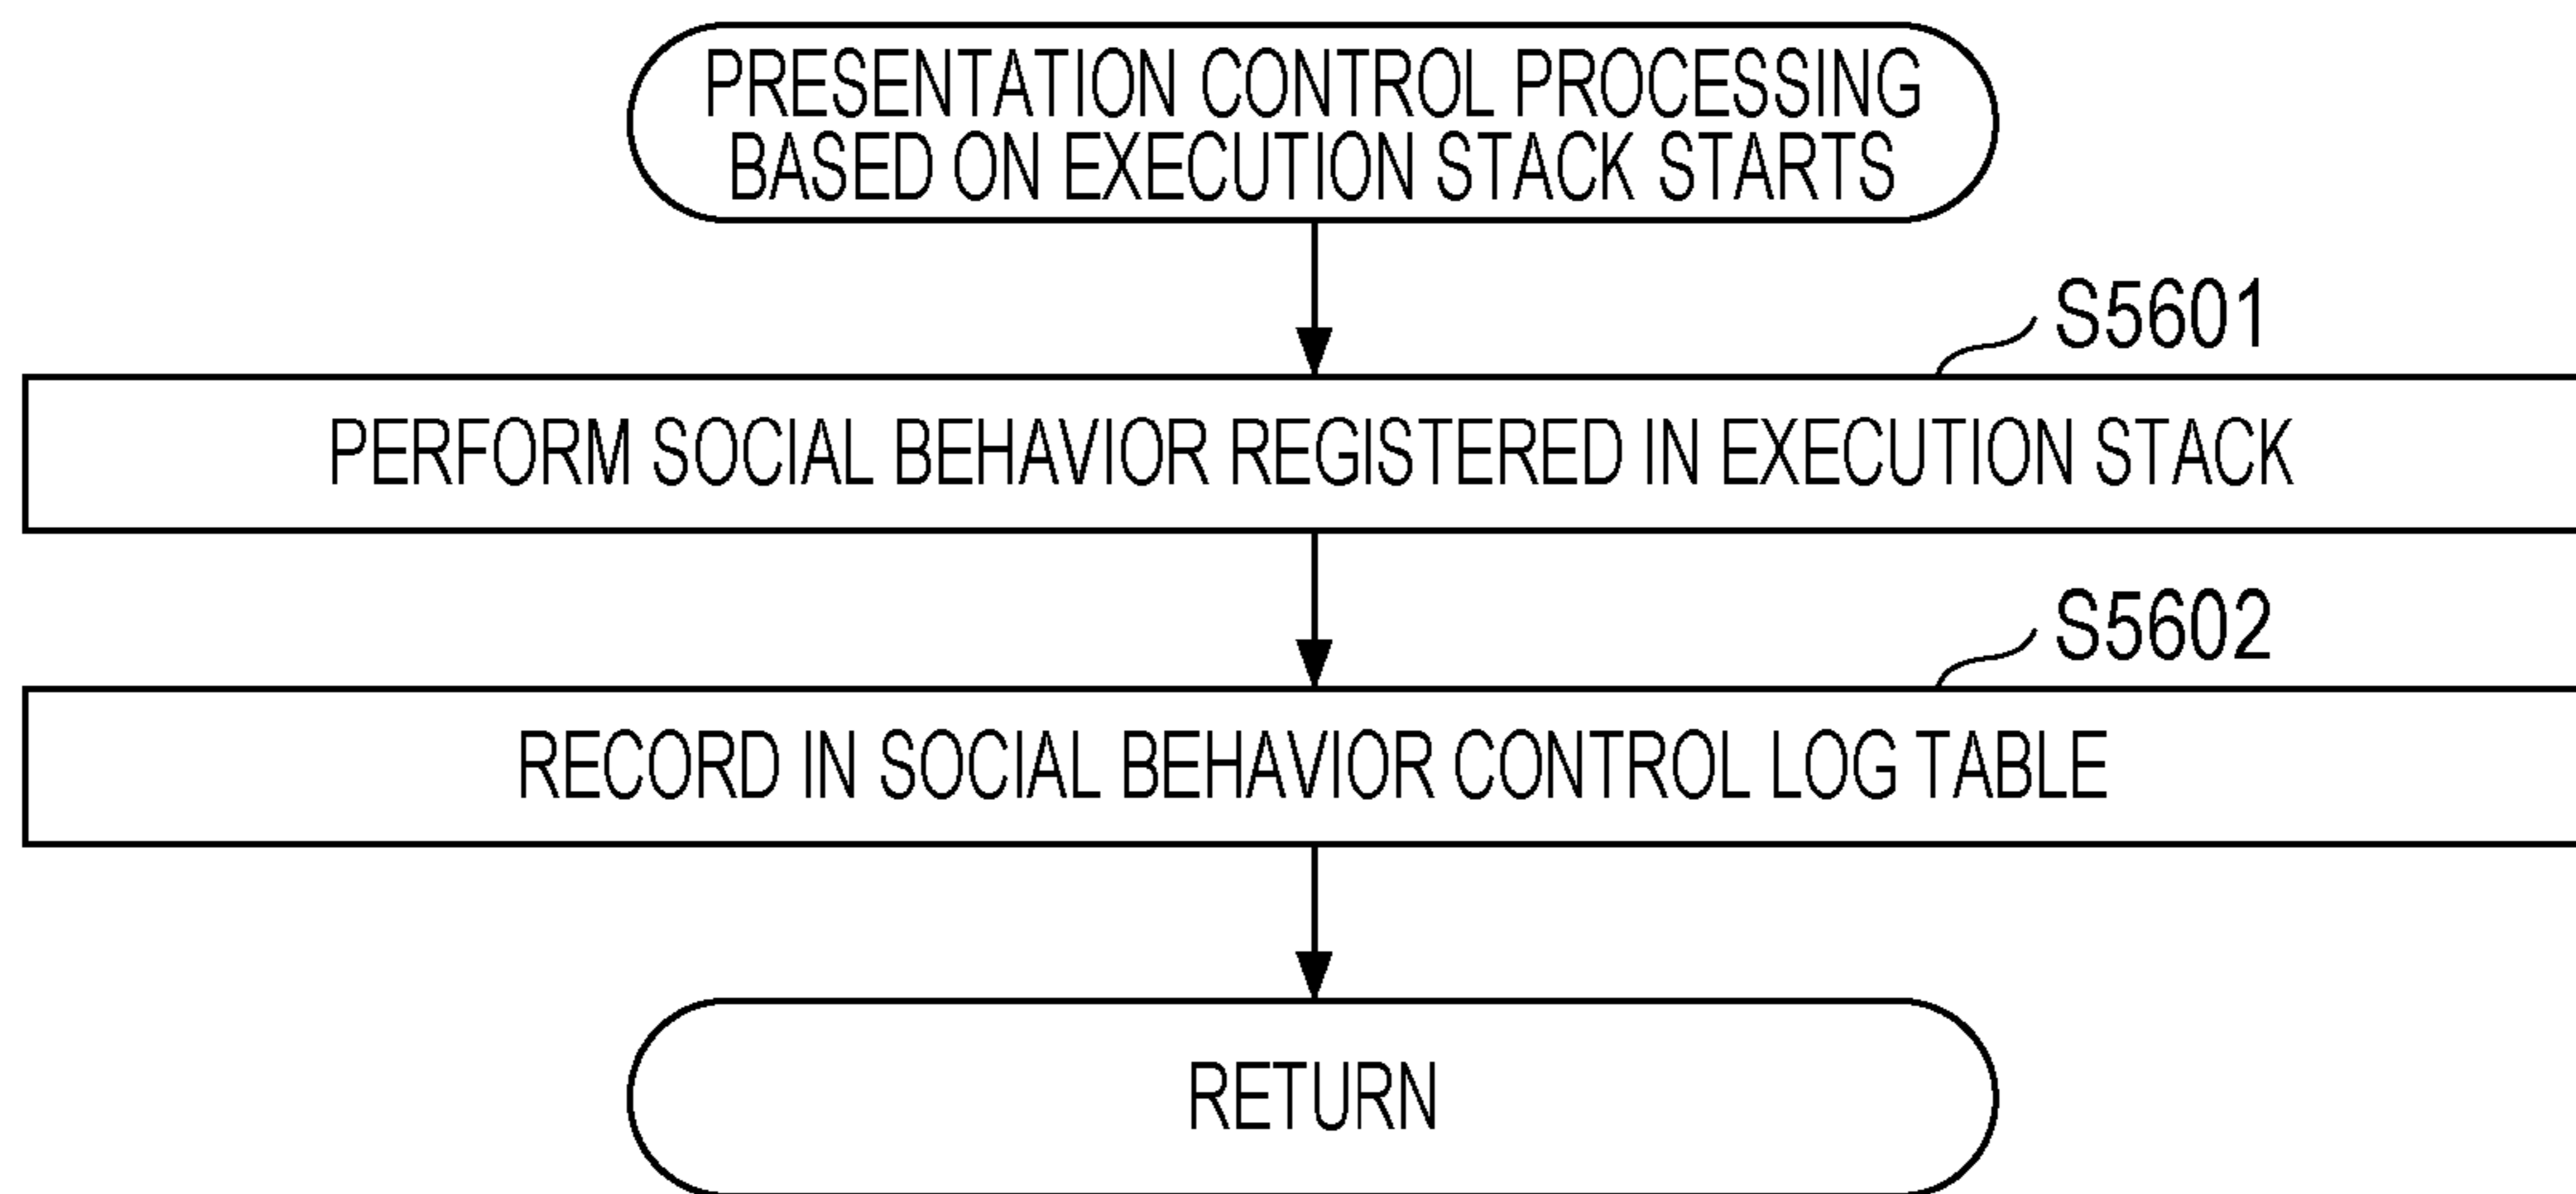 PRESENTATION CONTROL PROCESSING
BASED ON EXECUTION STACK STARTS
S5601
PERFORM SOCIAL BEHAVIOR REGISTERED IN EXECUTION STACK
S5602
RECORD IN SOCIAL BEHAVIOR CONTROL LOG TABLE
RETURN